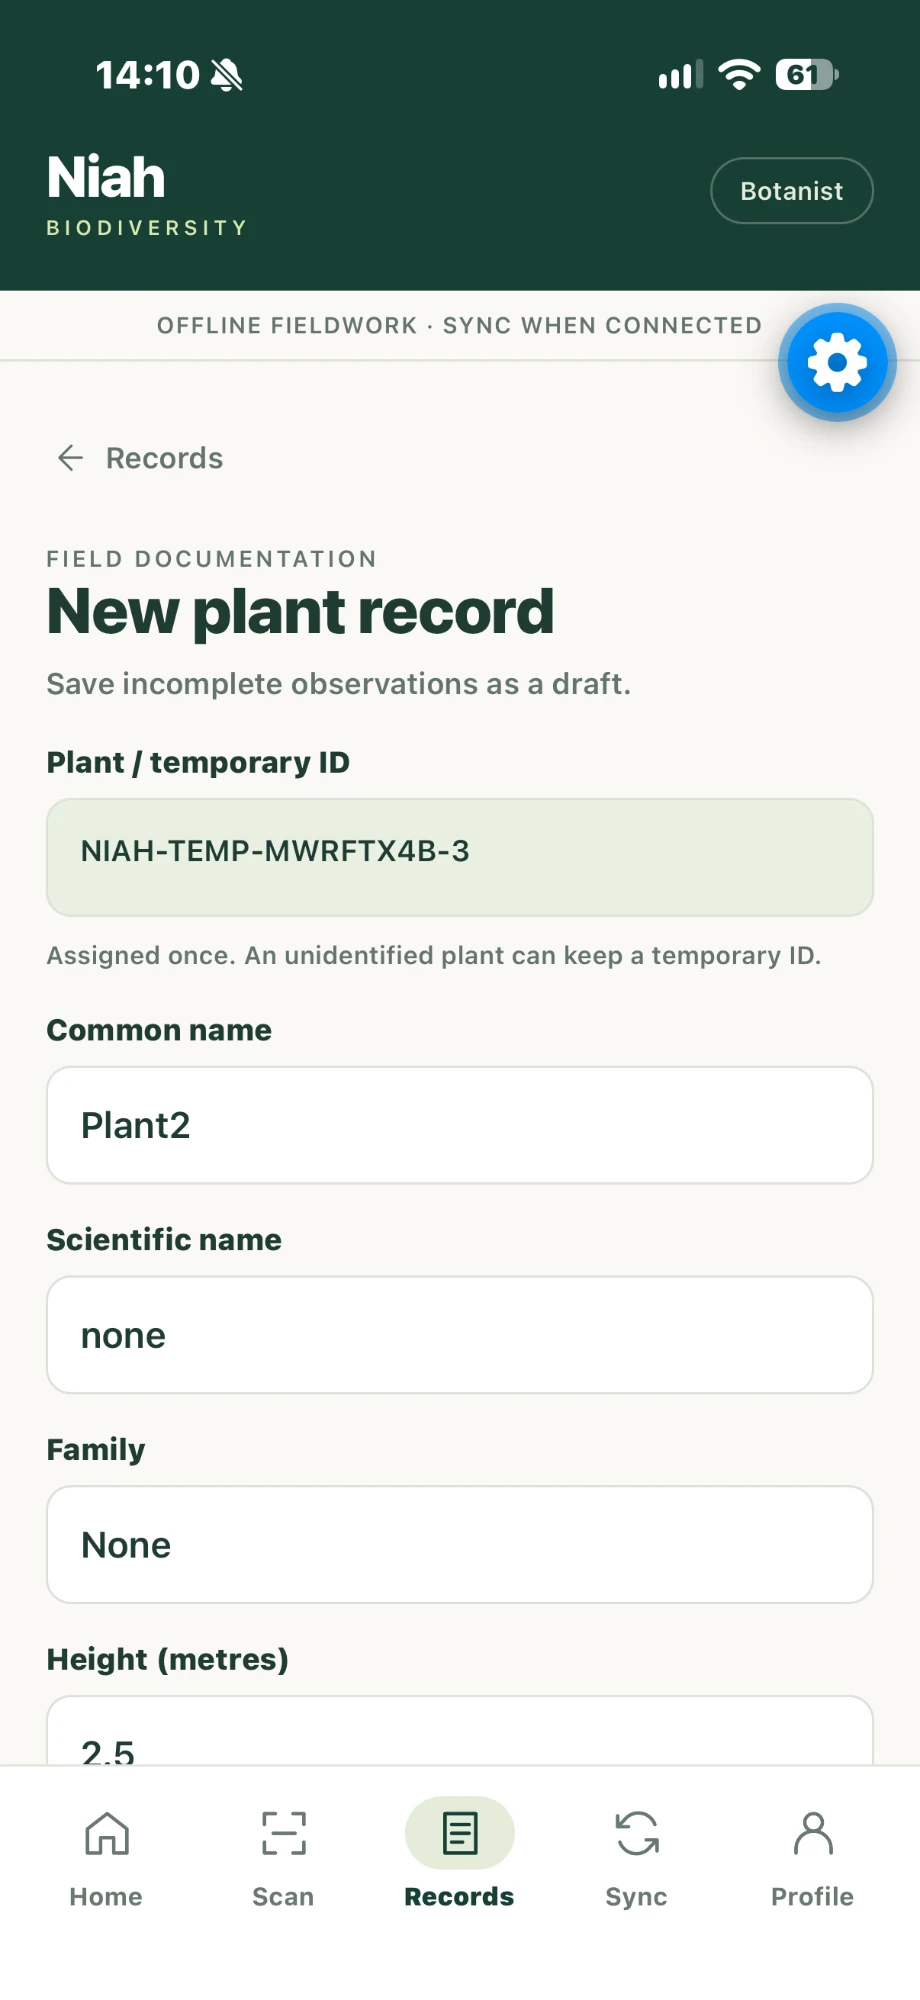 14:10
61
Niah
BIODIVERSITY
Botanist
OFFLINE FIELDWORK · SYNC WHEN CONNECTED
Records
FIELD DOCUMENTATION
New plant record
Save incomplete observations as a draft.
Plant / temporary ID
NIAH-TEMP-MWRFTX4B-3
Assigned once. An unidentified plant can keep a temporary ID.
Common name
Plant2
Scientific name
none
Family
None
Height (metres)
2.5
Home
Scan
Records
Sync
Profile